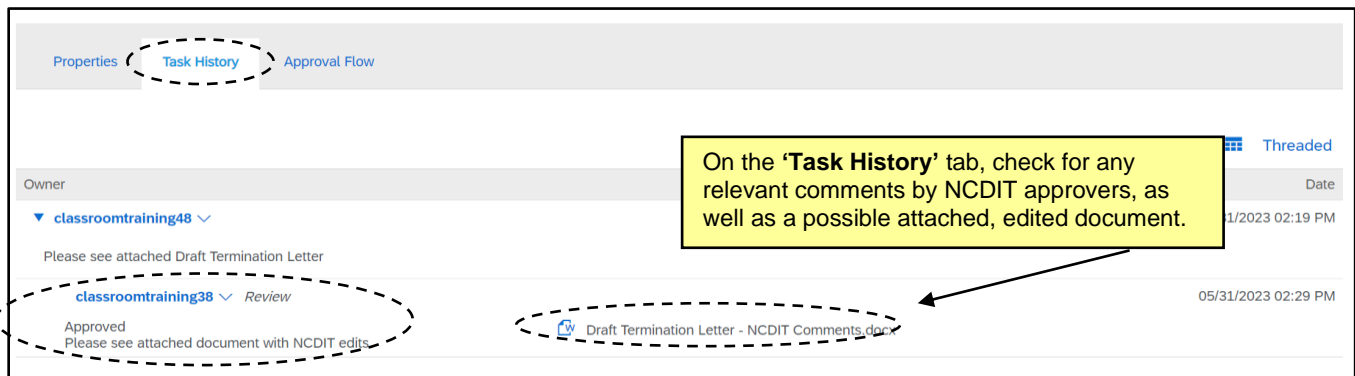 Properties
Task History
Approval Flow
Threaded
On the ‘Task History’ tab, check for any
relevant comments by NCDIT approvers, as
well as a possible attached, edited document.
Owner
Date
classroomtraining48
1/2023 02:19 PM
Please see attached Draft Termination Letter
classroomtraining38 Review
05/31/2023 02:29 PM
Approved
Please see attached document with NCDIT edits
Draft Termination Letter - NCDIT Comments.docx